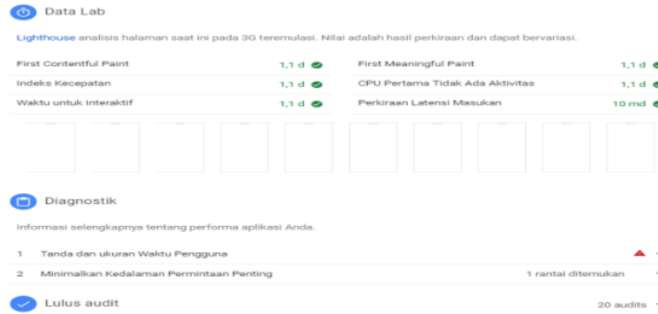 Data Lab
Lighthouse analisis halaman saat ini pada 3G teremulasi. Nilai adalah hasil perkiraan dan dapat bervariasi.
First Contentful Paint 1,1 d
First Meaningful Paint 1,1 d
Indeks Kecepatan 1,1 d
CPU Pertama Tidak Ada Aktivitas 1,1 d
Waktu untuk Interaktif 1,1 d
Perkiraan Latensi Masukan 10 md
Diagnostik
Informasi selengkapnya tentang performa aplikasi Anda.
1 Tanda dan ukuran Waktu Pengguna
2 Minimalkan Kedalaman Permintaan Penting 1 rantai ditemukan
Lulus audit 20 audits